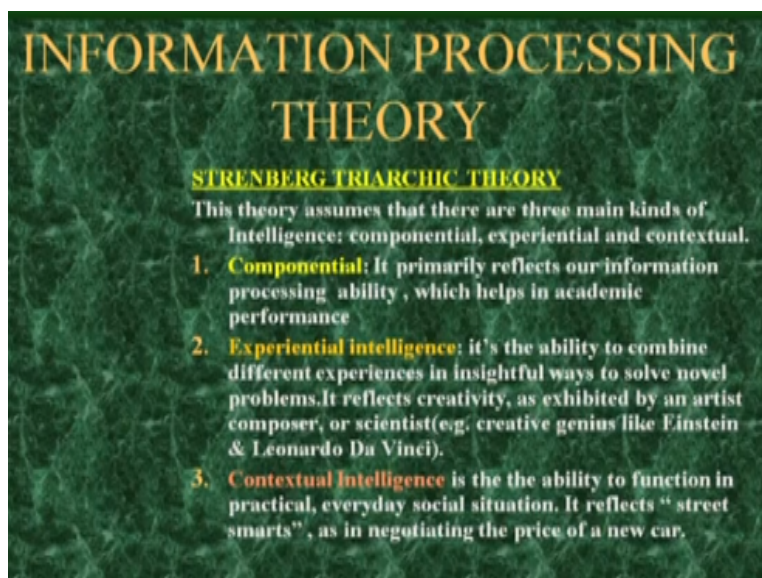 INFORMATION PROCESSING
THEORY
STRENBERG TRIARCHIC THEORY
This theory assumes that there are three main kinds of
Intelligence: componential, experiential and contextual.
1. Componential: It primarily reflects our information
processing ability , which helps in academic
performance
2. Experiential intelligence: it's the ability to combine
different experiences in insightful ways to solve novel
problems.It reflects creativity, as exhibited by an artist
composer, or scientist(e.g. creative genius like Einstein
& Leonardo Da Vinci).
3. Contextual Intelligence is the the ability to function in
practical, everyday social situation. It reflects “ street
smarts” , as in negotiating the price of a new car.